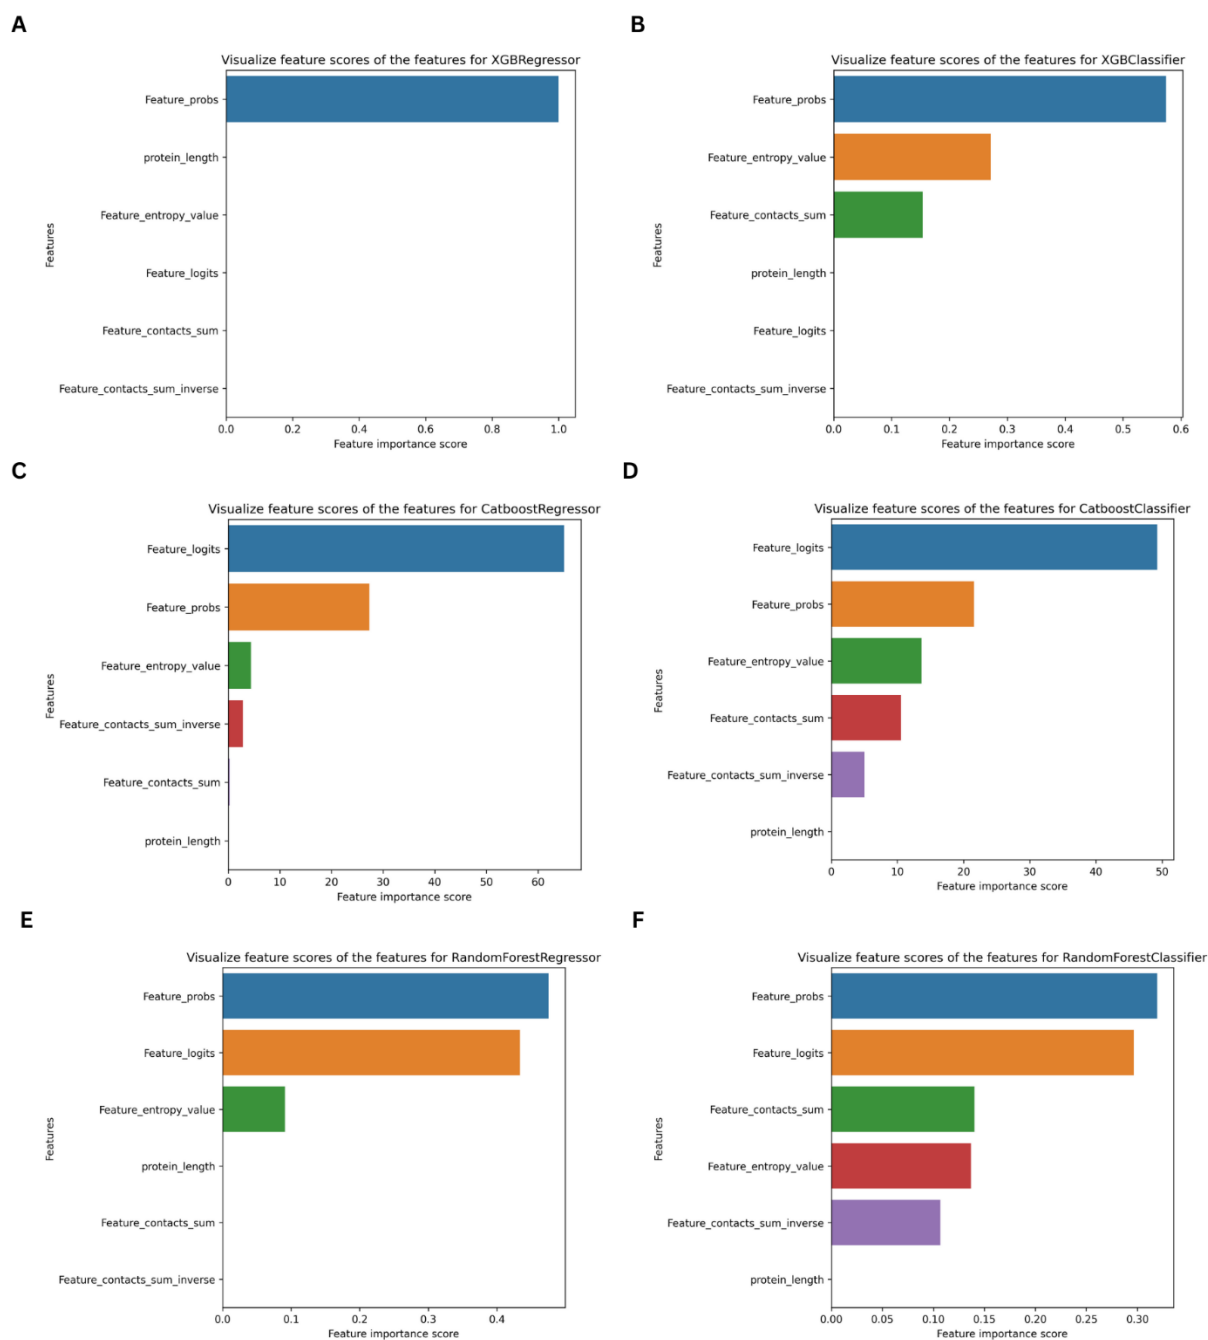 A
Visualize feature scores of the features for XGBRegressor
Feature_probs
protein_length
Feature_entropy_value
Feature_logits
Feature_contacts_sum
Feature_contacts_sum_inverse
Features
0.0 0.2 0.4 0.6 0.8 1.0
Feature importance score
B
Visualize feature scores of the features for XGBClassifier
Feature_probs
Feature_entropy_value
Feature_contacts_sum
protein_length
Feature_logits
Feature_contacts_sum_inverse
Features
0.0 0.1 0.2 0.3 0.4 0.5 0.6
Feature importance score
C
Visualize feature scores of the features for CatboostRegressor
Feature_logits
Feature_probs
Feature_entropy_value
Feature_contacts_sum_inverse
Feature_contacts_sum
protein_length
Features
0 10 20 30 40 50 60
Feature importance score
D
Visualize feature scores of the features for CatboostClassifier
Feature_logits
Feature_probs
Feature_entropy_value
Feature_contacts_sum
Feature_contacts_sum_inverse
protein_length
Features
0 10 20 30 40 50
Feature importance score
E
Visualize feature scores of the features for RandomForestRegressor
Feature_probs
Feature_logits
Feature_entropy_value
protein_length
Feature_contacts_sum
Feature_contacts_sum_inverse
Features
0.0 0.1 0.2 0.3 0.4
Feature importance score
F
Visualize feature scores of the features for RandomForestClassifier
Feature_probs
Feature_logits
Feature_contacts_sum
Feature_entropy_value
Feature_contacts_sum_inverse
protein_length
Features
0.00 0.05 0.10 0.15 0.20 0.25 0.30
Feature importance score